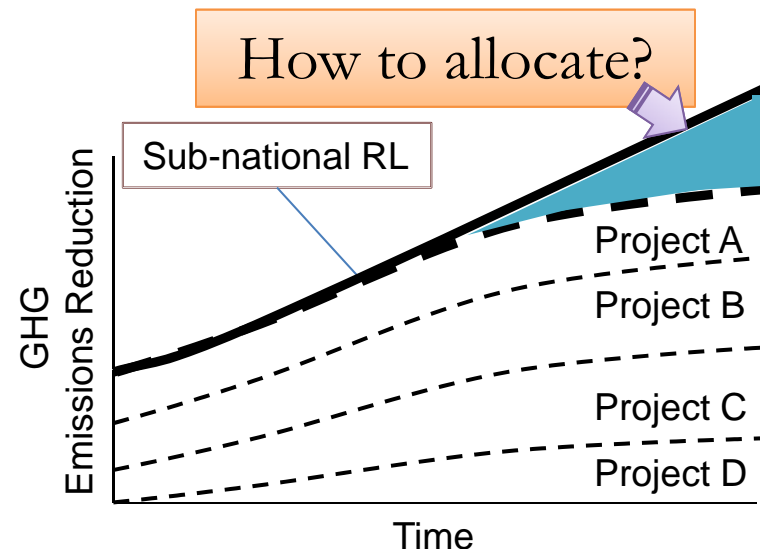 How to allocate?
Sub-national RL
GHG
Emissions Reduction
Project A
Project B
Project C
Project D
Time